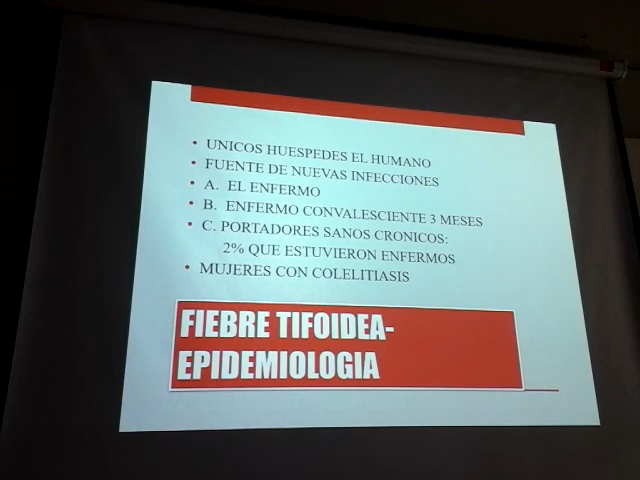 • UNICOS HUESPEDES EL HUMANO
• FUENTE DE NUEVAS INFECCIONES
• A. EL ENFERMO
• B. ENFERMO CONVALESCIENTE 3 MESES
• C. PORTADORES SANOS CRONICOS:
2% QUE ESTUVIERON ENFERMOS
• MUJERES CON COLELITIASIS
FIEBRE TIFOIDEA-
EPIDEMIOLOGIA